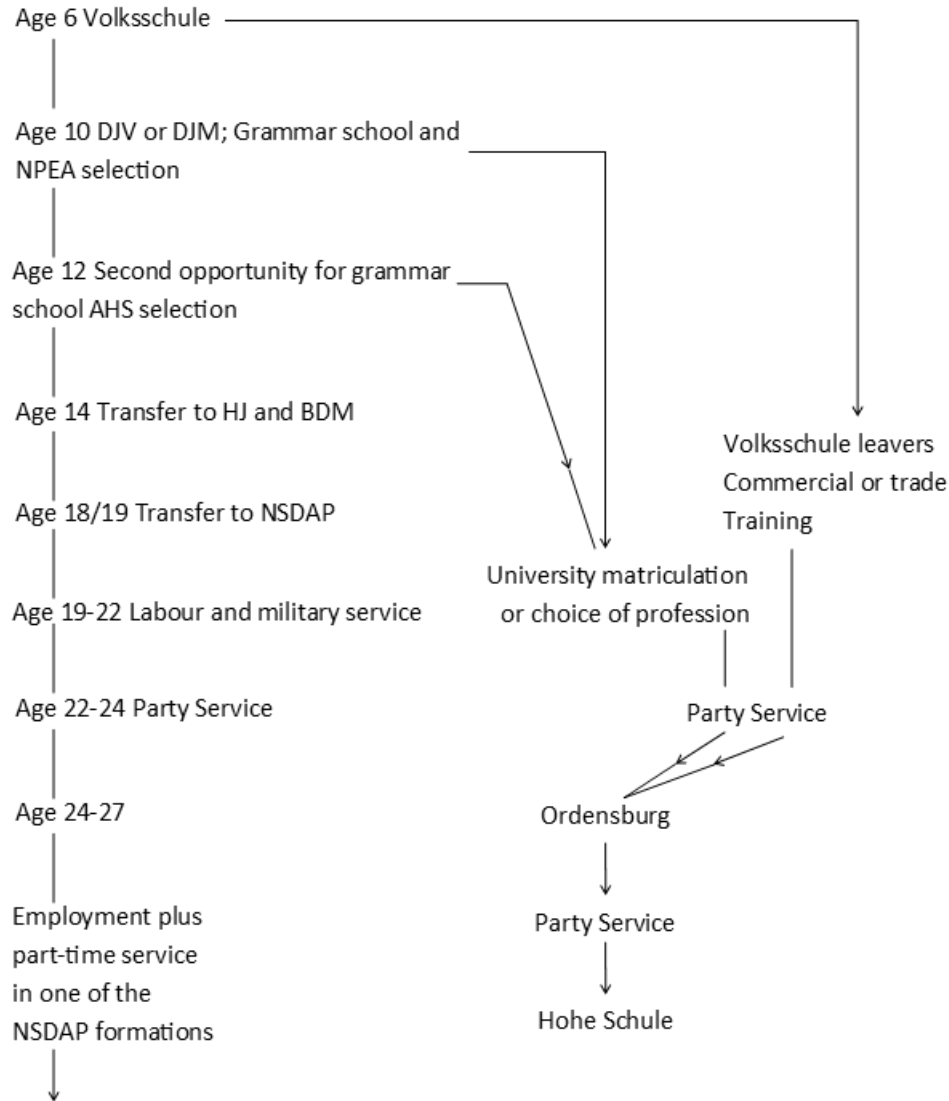 Age 6 Volksschule
Age 10 DJV or DJM; Grammar school and
NPEA selection
Age 12 Second opportunity for grammar
school AHS selection
Age 14 Transfer to HJ and BDM
Age 18/19 Transfer to NSDAP
Age 19-22 Labour and military service
Age 22-24 Party Service
Age 24-27
Employment plus
part-time service
in one of the
NSDAP formations
University matriculation
or choice of profession
Volksschule leavers
Commercial or trade
Training
Party Service
Ordensburg
Party Service
Hohe Schule